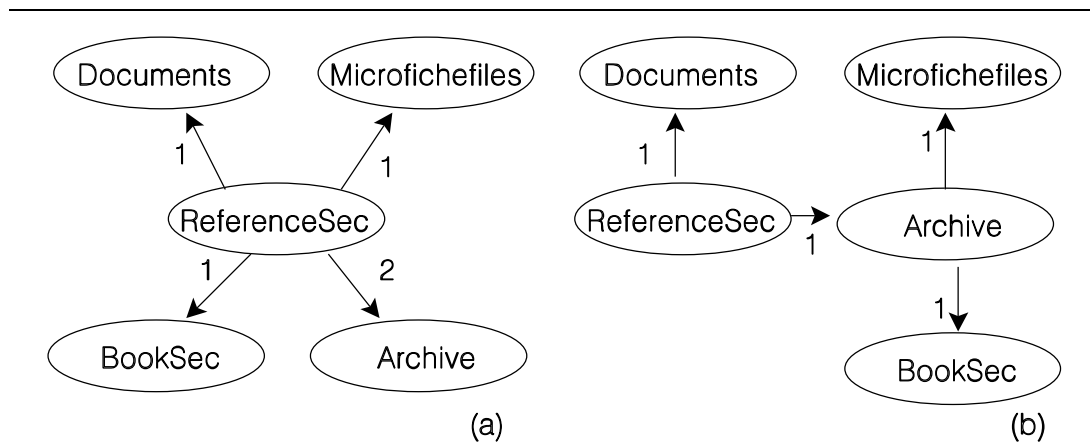 Documents
Microfichefiles
1
1
ReferenceSec
1
2
BookSec
Archive
(a)
Documents
Microfichefiles
1
1
ReferenceSec
1
Archive
1
BookSec
(b)